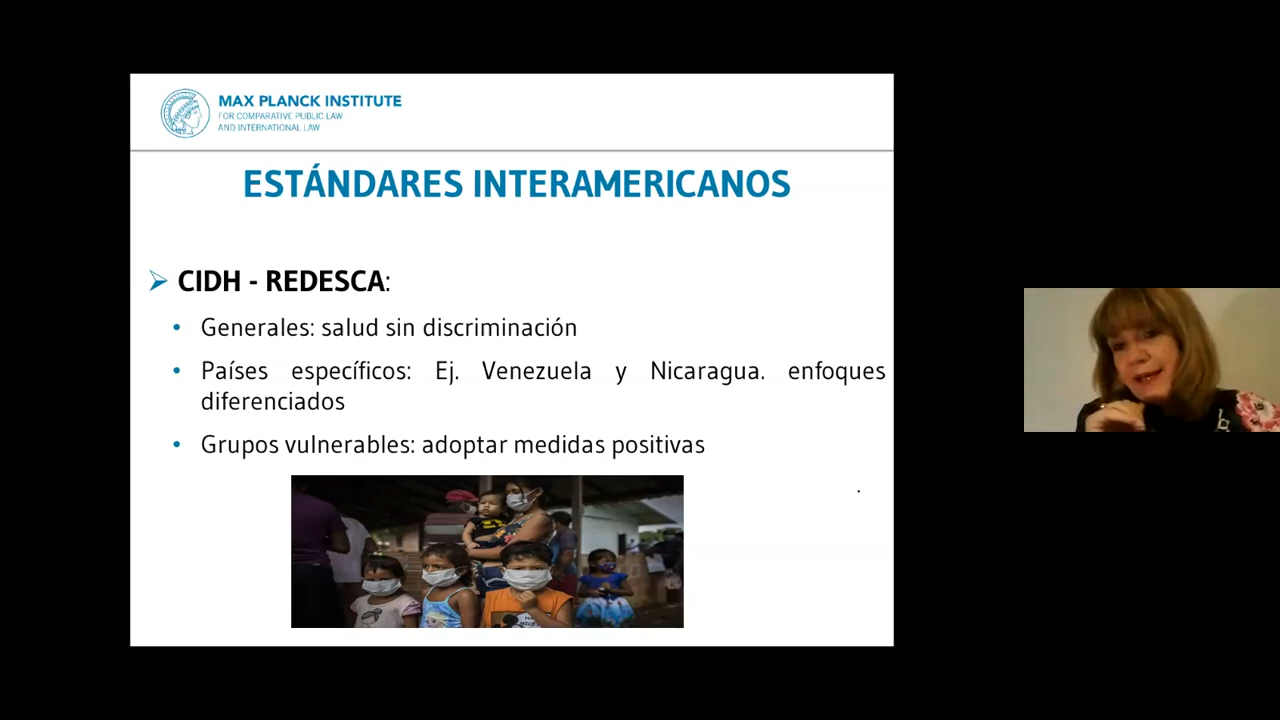 MAX PLANCK INSTITUTE
FOR COMPARATIVE PUBLIC LAW
AND INTERNATIONAL LAW
ESTÁNDARES INTERAMERICANOS
➢ CIDH - REDESCA:
• Generales: salud sin discriminación
• Países específicos: Ej. Venezuela y Nicaragua. enfoques
diferenciados
• Grupos vulnerables: adoptar medidas positivas
.